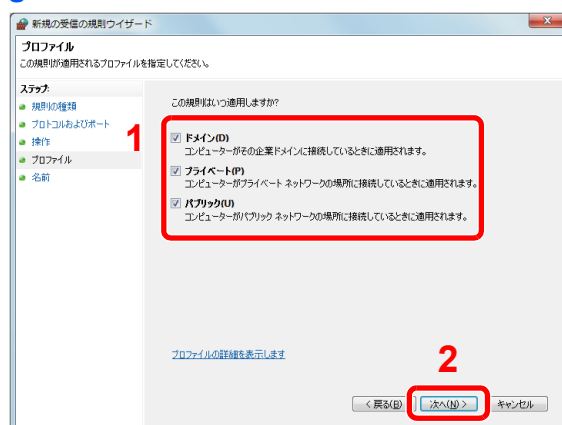 新規の受信の規則ウイザード
プロファイル
この規則が適用されるプロファイルを指定してください。
ステップ:
規則の種類
プロトコルおよびポート
操作
プロファイル
名前
この規則はいつ適用しますか?
1
ドメイン(D)
コンピューターがその企業ドメインに接続しているときに適用されます。
プライベート(P)
コンピューターがプライベート ネットワークの場所に接続しているときに適用されます。
パブリック(U)
コンピューターがパブリック ネットワークの場所に接続しているときに適用されます。
プロファイルの詳細を表示します
2
< 戻る(B)
次へ(N) >
キャンセル